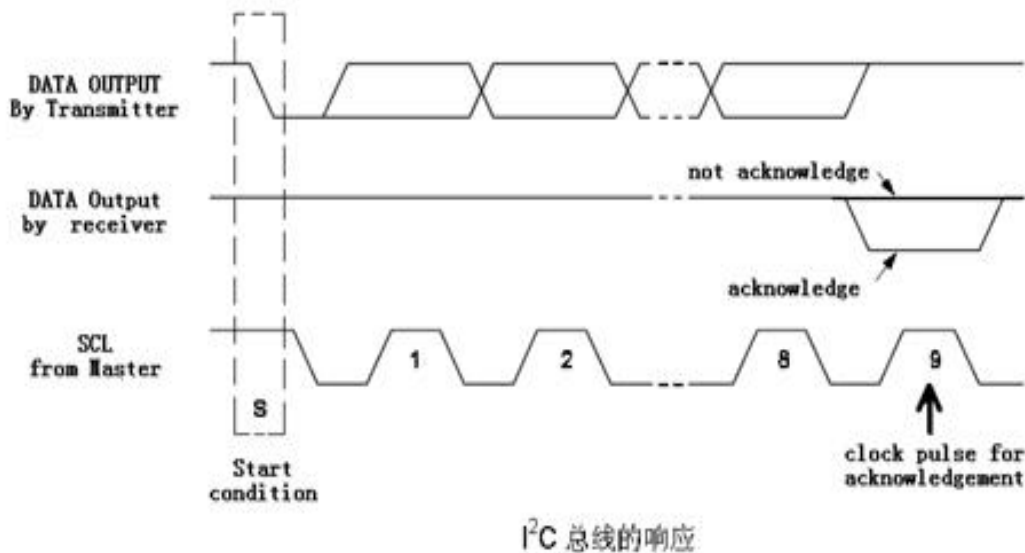 DATA OUTPUT
By Transmitter
not acknowledge
DATA Output
by receiver
acknowledge
SCL
from Master
1
2
8
9
S
Start
condition
clock pulse for
acknowledgement
I²C 总线的响应